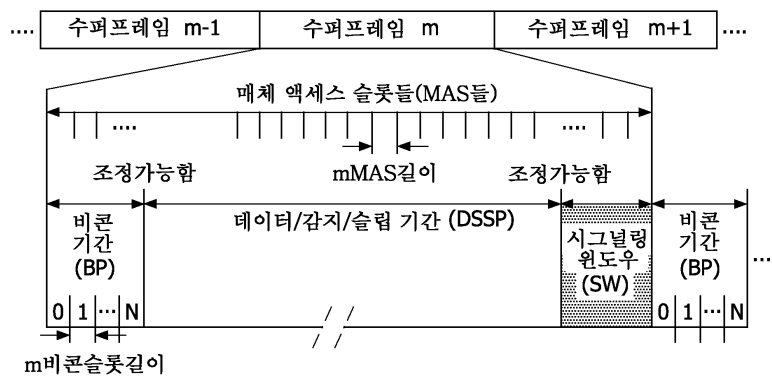 ···· 수퍼프레임 m-1 수퍼프레임 m 수퍼프레임 m+1 ····
매체 액세스 슬롯들(MAS들)
···· ····
조정가능함 mMAS길이 조정가능함
비콘
기간
(BP)
데이터/감지/슬립 기간 (DSSP)
시그널링
윈도우
(SW)
비콘
기간
(BP)
···
0 1 ··· N
0 1 ··· N
m비콘슬롯길이